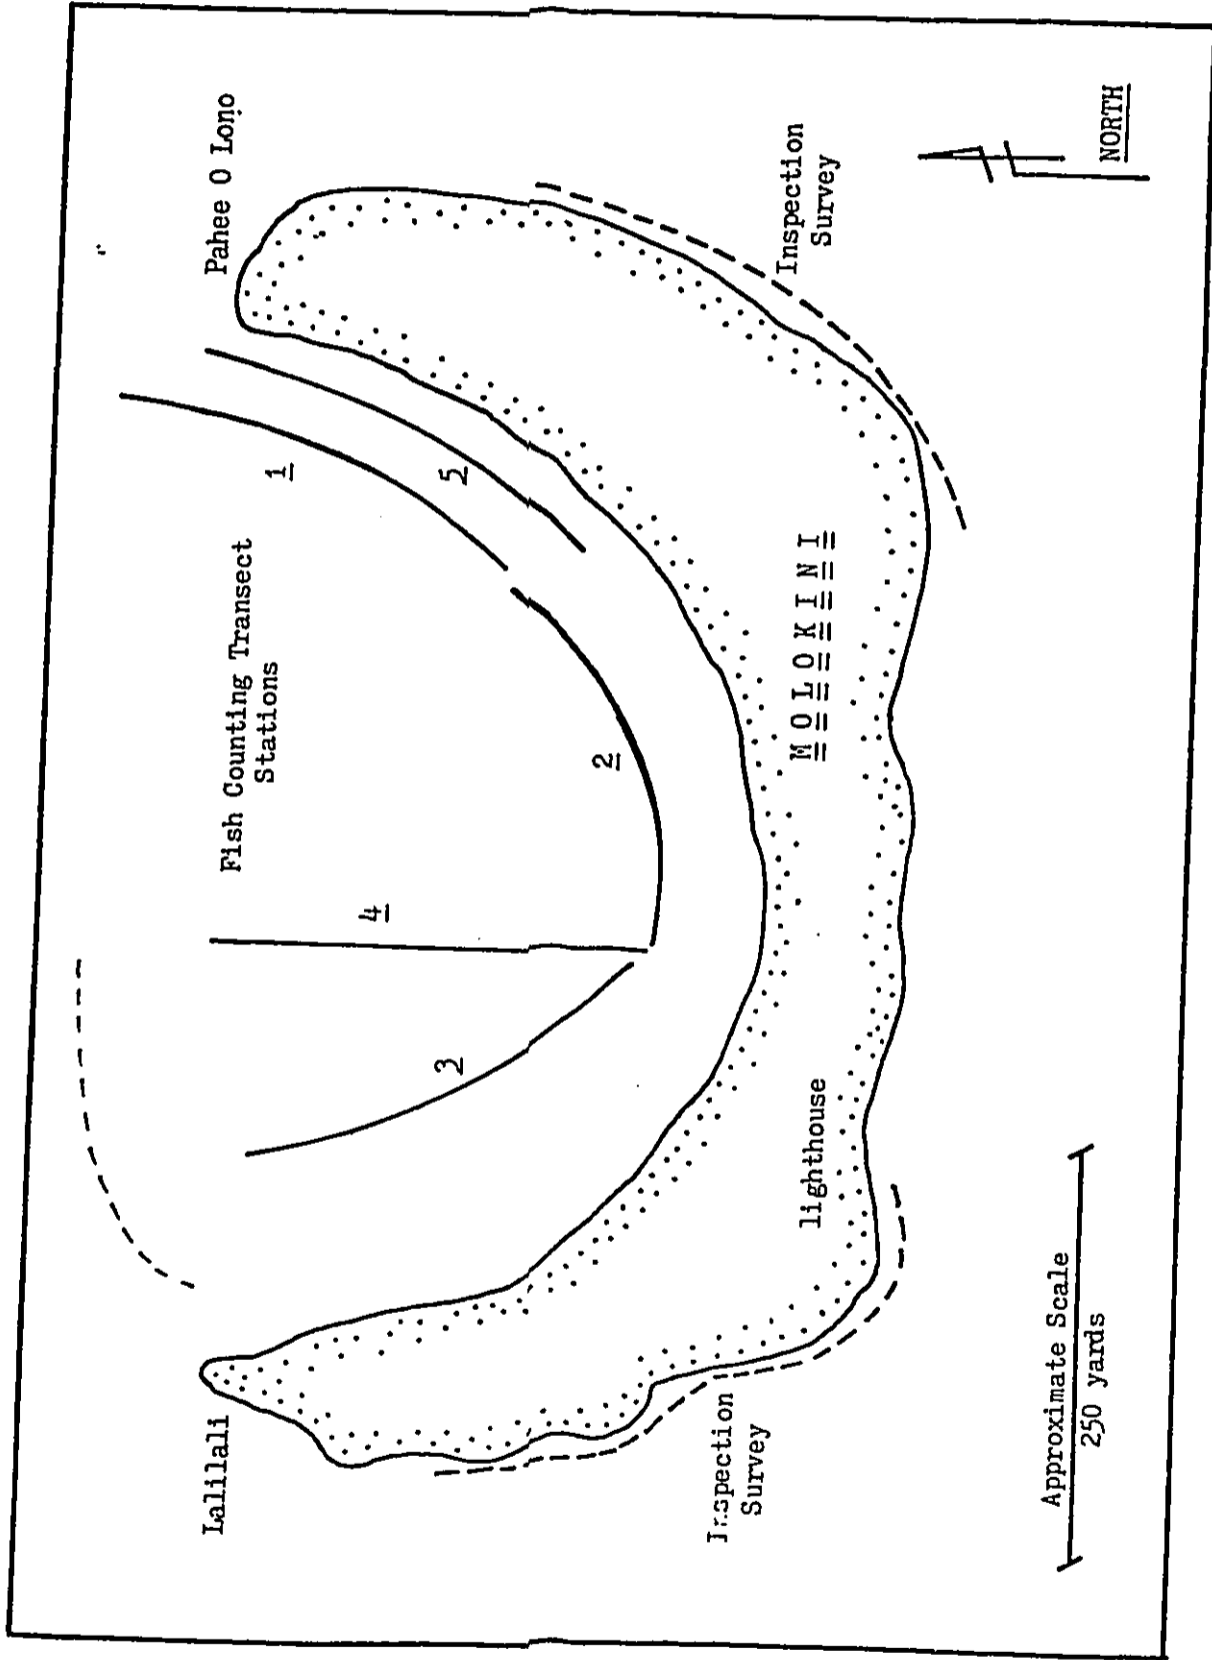 Lalilali
Pahee O Lono
Fish Counting Transect
Stations
1
5
4
3
2
MOLOKINI
lighthouse
Inspection
Survey
Inspection
Survey
Approximate Scale
250 yards
NORTH